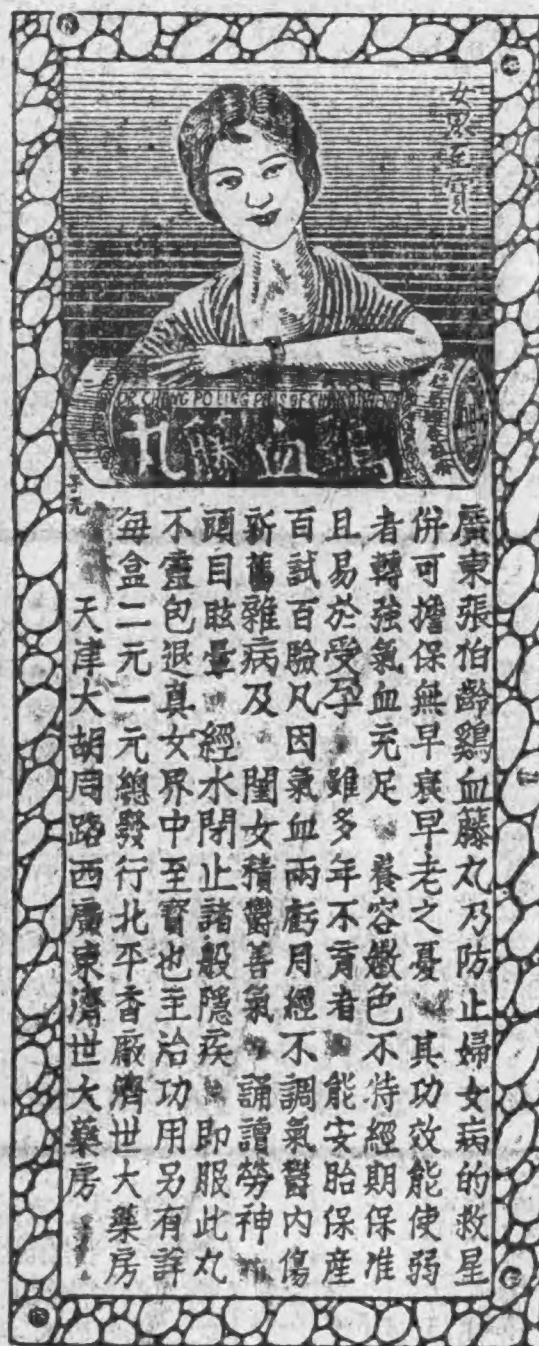 女界至寶
DR CHANG PO LING PILLS OF
鷄血藤丸
廣東張伯齡鷄血藤丸乃防止婦女病的救星
併可擔保無早衰早老之憂 其功效能使弱
者轉強氣血充足 養容嫩色不特經期保准
且易於受孕 雖多年不育者 能安胎保産
百試百驗凡因氣血兩虧月經不調氣鬱內傷
新舊雜病及 閨女積鬱善氣 誦讀勞神
頭目眩暈 經水閉止諸般隱疾 即服此丸
不靈包退真女界中至寶也主治功用另有詳
每盒二元一元總發行北平香厰濟世大藥房
天津大胡同路西廣東濟世大藥房